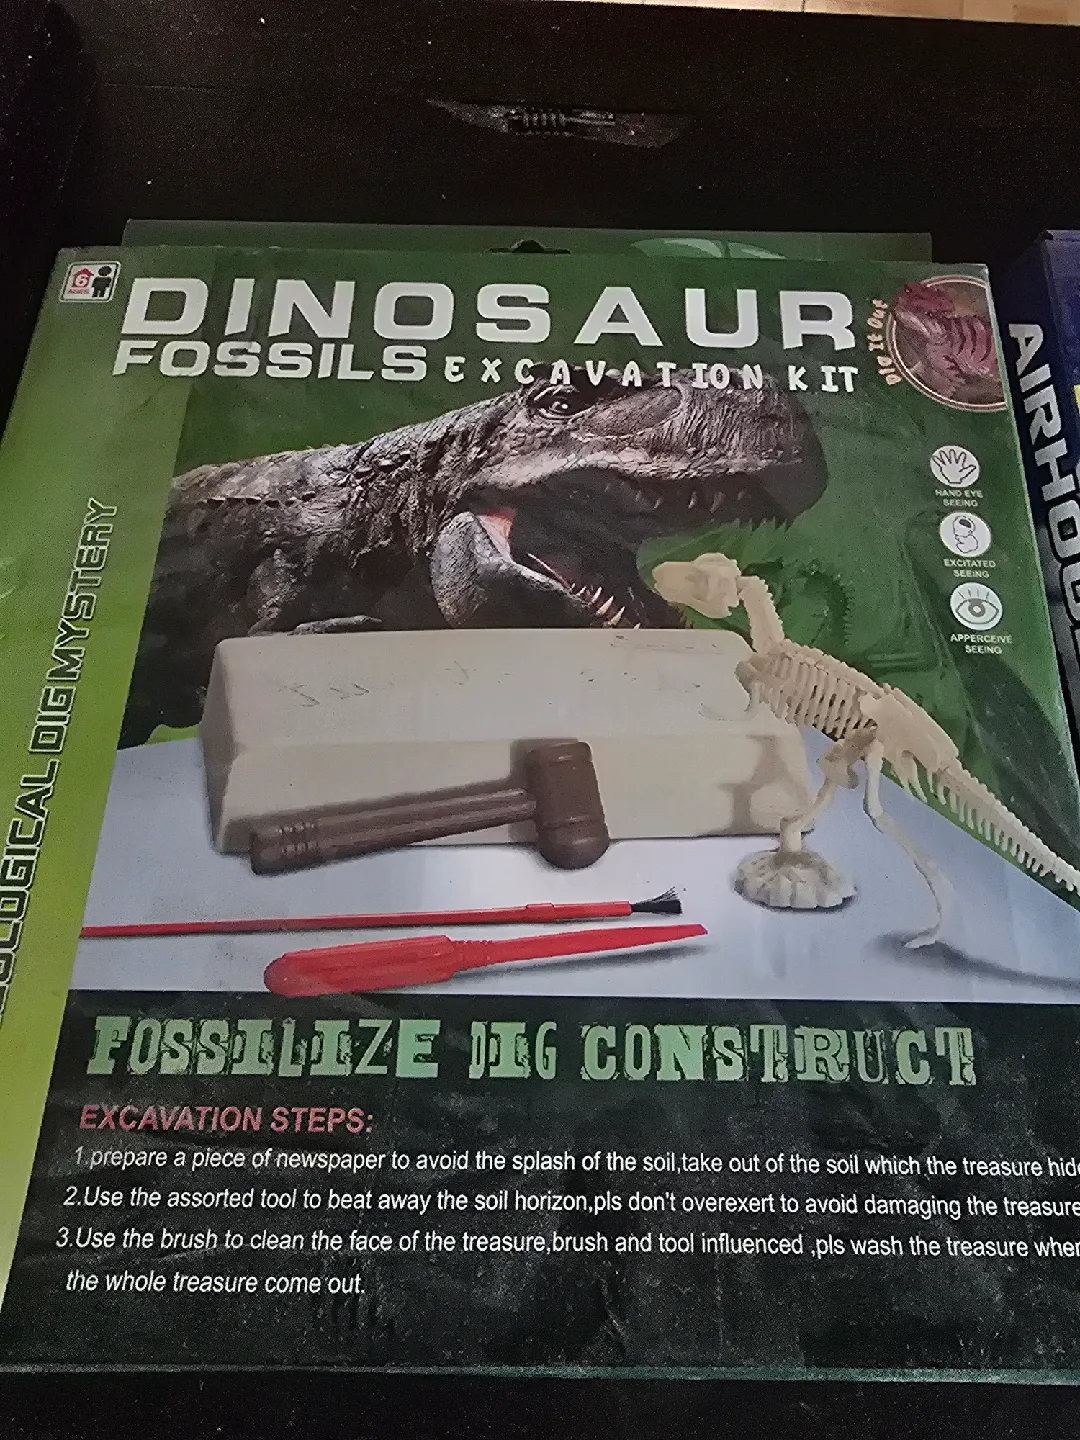 6
AGES
DINOSAUR
FOSSILS EXCAVATION KIT
Dig It Out
HAND EYE
SEEING
EXCITATED
SEEING
APPERCEIVE
SEEING
DIG MYSTERY
FOSSILIZE DIG CONSTRUCT
EXCAVATION STEPS:
1.prepare a piece of newspaper to avoid the splash of the soil,take out of the soil which the treasure
2.Use the assorted tool to beat away the soil horizon,pls don't overexert to avoid damaging the treasure
3.Use the brush to clean the face of the treasure,brush and tool influenced ,pls wash the treasure when
the whole treasure come out.